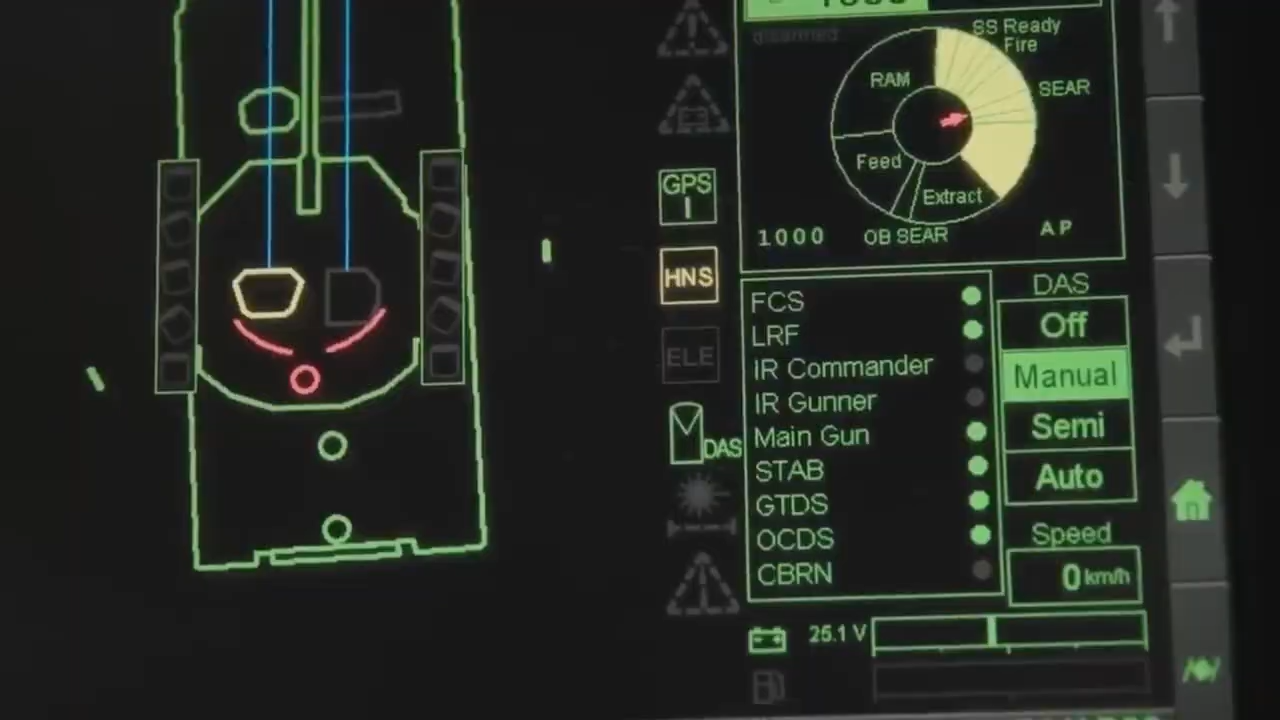 disarmed
SS Ready
Fire
RAM
SEAR
Feed
Extract
1000
OB SEAR
AP
GPS
HNS
ELE
DAS
FCS
LRF
IR Commander
IR Gunner
Main Gun
STAB
GTDS
OCDS
CBRN
DAS
Off
Manual
Semi
Auto
Speed
0 km/h
25.1 V